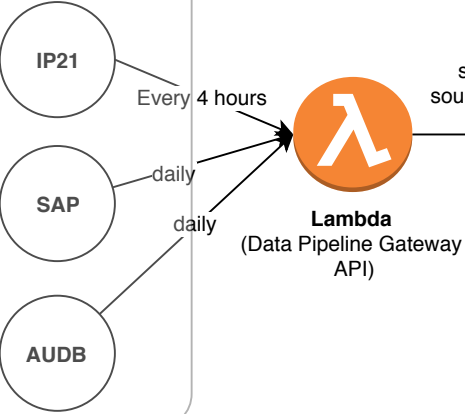 IP21
Every 4 hours
SAP
daily
daily
AUDB
Lambda
(Data Pipeline Gateway
API)